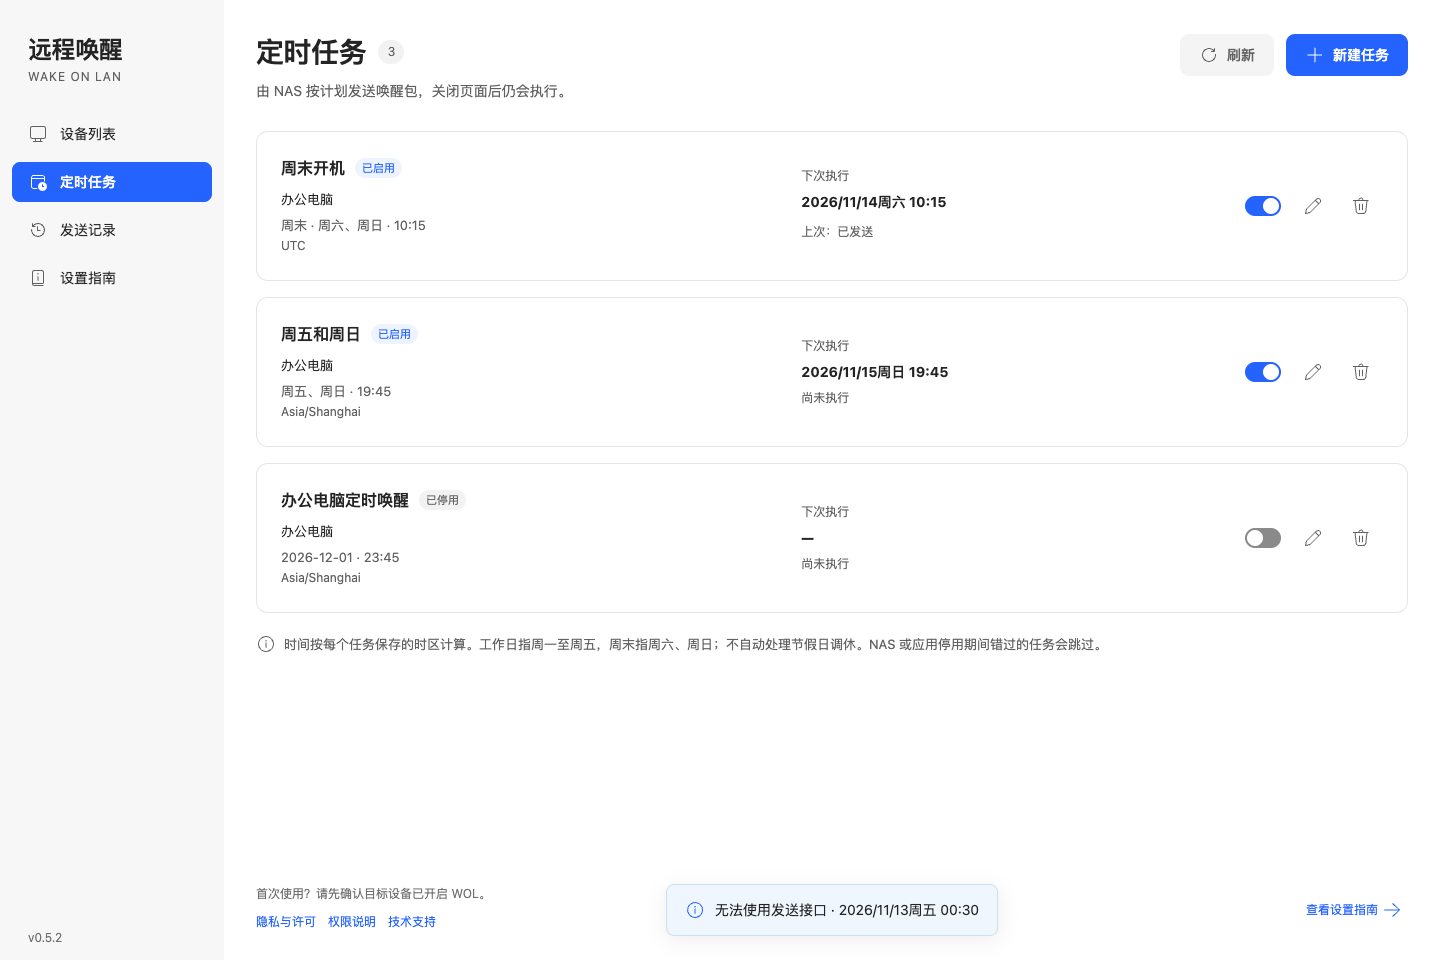 远程唤醒
WAKE ON LAN
设备列表
定时任务
发送记录
设置指南
v0.5.2
定时任务 3
由 NAS 按计划发送唤醒包，关闭页面后仍会执行。
刷新
新建任务
周末开机 已启用
办公电脑
周末 · 周六、周日 · 10:15
UTC
下次执行
2026/11/14周六 10:15
上次：已发送
周五和周日 已启用
办公电脑
周五、周日 · 19:45
Asia/Shanghai
下次执行
2026/11/15周日 19:45
尚未执行
办公电脑定时唤醒 已停用
办公电脑
2026-12-01 · 23:45
Asia/Shanghai
下次执行
—
尚未执行
时间按每个任务保存的时区计算。工作日指周一至周五，周末指周六、周日；不自动处理节假日调休。NAS 或应用停用期间错过的任务会跳过。
首次使用？请先确认目标设备已开启 WOL。
隐私与许可 权限说明 技术支持
无法使用发送接口 · 2026/11/13周五 00:30
查看设置指南